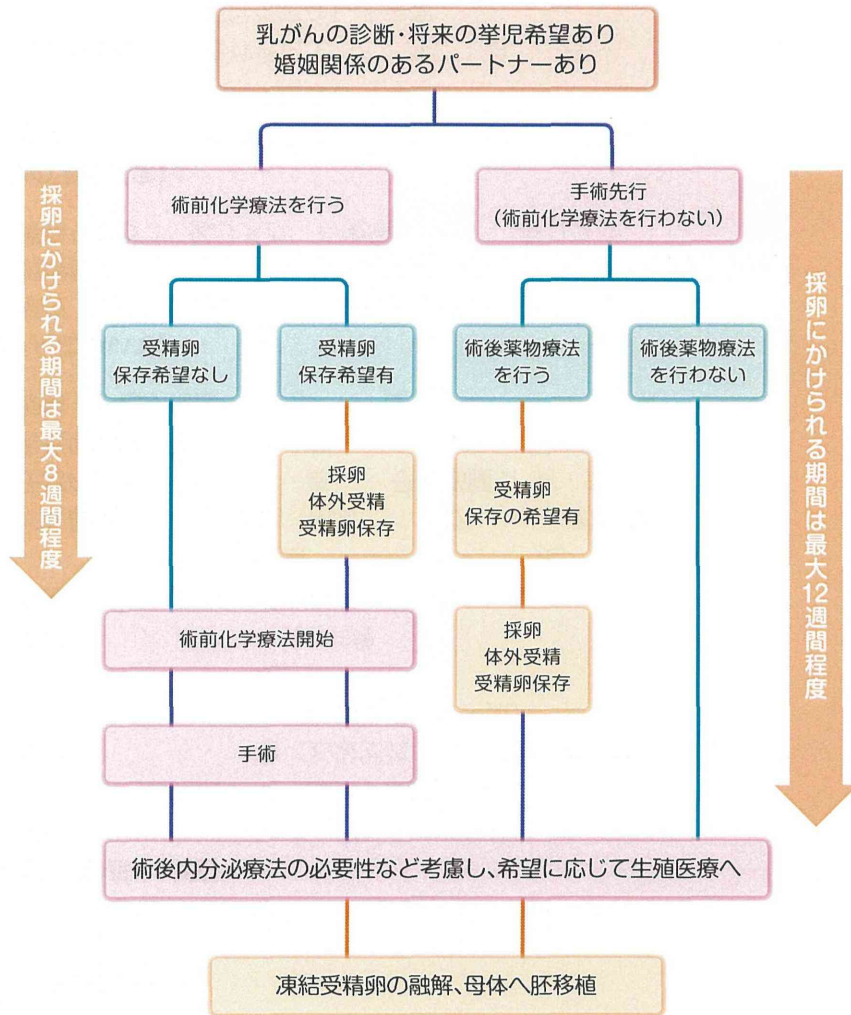 乳がんの診断・将来の挙児希望あり
婚姻関係のあるパートナーあり
採卵にかけられる期間は最大8週間程度
術前化学療法を行う
手術先行
(術前化学療法を行わない)
採卵にかけられる期間は最大12週間程度
受精卵
保存希望なし
受精卵
保存希望有
術後薬物療法
を行う
術後薬物療法
を行わない
採卵
体外受精
受精卵保存
受精卵
保存の希望有
術前化学療法開始
採卵
体外受精
受精卵保存
手術
術後内分泌療法の必要性など考慮し、希望に応じて生殖医療へ
凍結受精卵の融解、母体へ胚移植